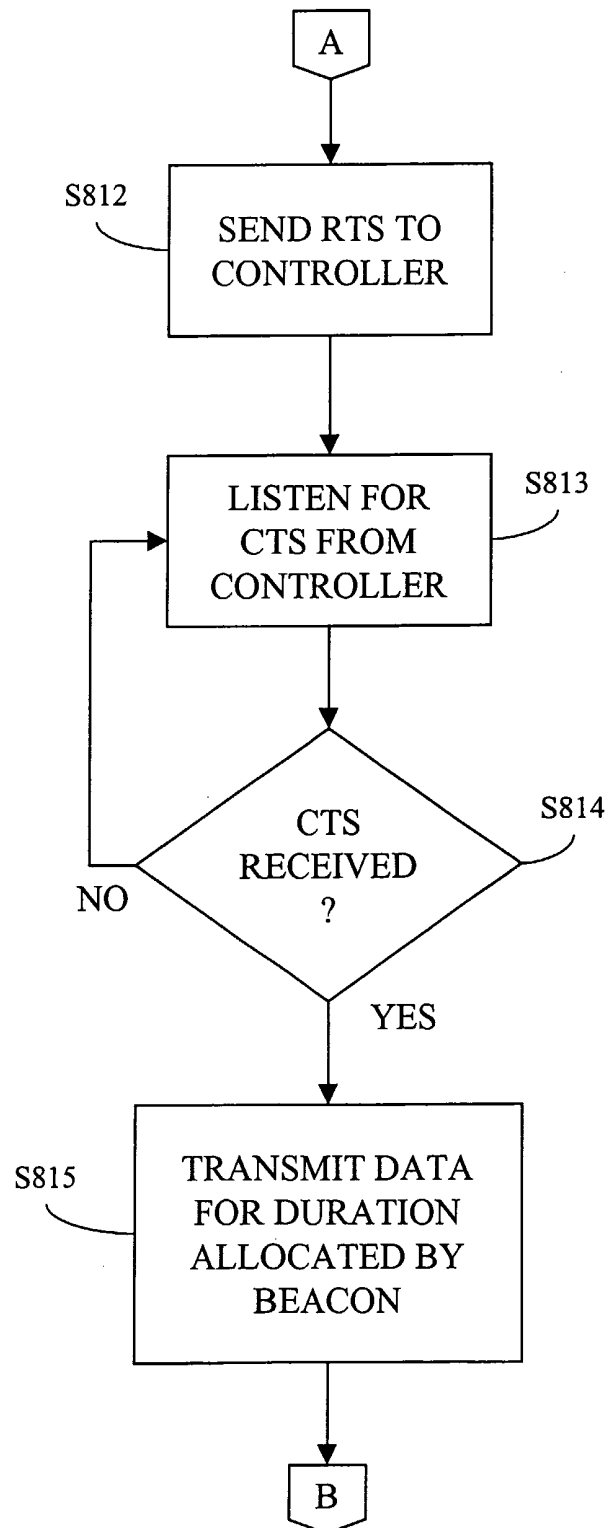 A
S812
SEND RTS TO
CONTROLLER
S813
LISTEN FOR
CTS FROM
CONTROLLER
S814
CTS
RECEIVED
?
NO
YES
S815
TRANSMIT DATA
FOR DURATION
ALLOCATED BY
BEACON
B